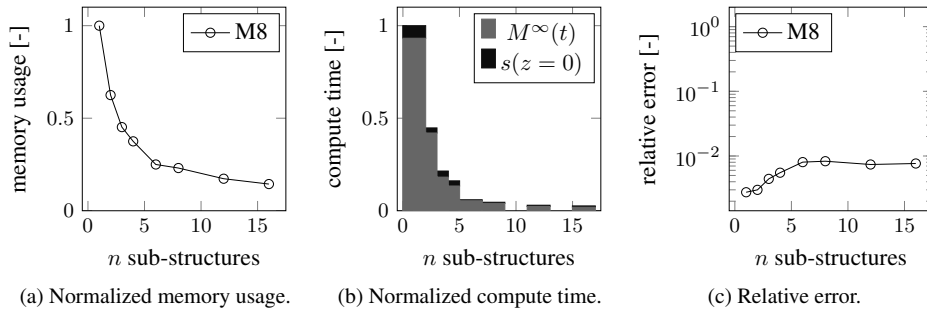 memory usage [-]
1
0.5
0
0
5
10
15
M8
n sub-structures
(a) Normalized memory usage.
compute time [-]
1
0.5
0
0
5
10
15
M^∞(t)
s(z = 0)
n sub-structures
(b) Normalized compute time.
relative error [-]
10^0
10^−1
10^−2
0
5
10
15
M8
n sub-structures
(c) Relative error.